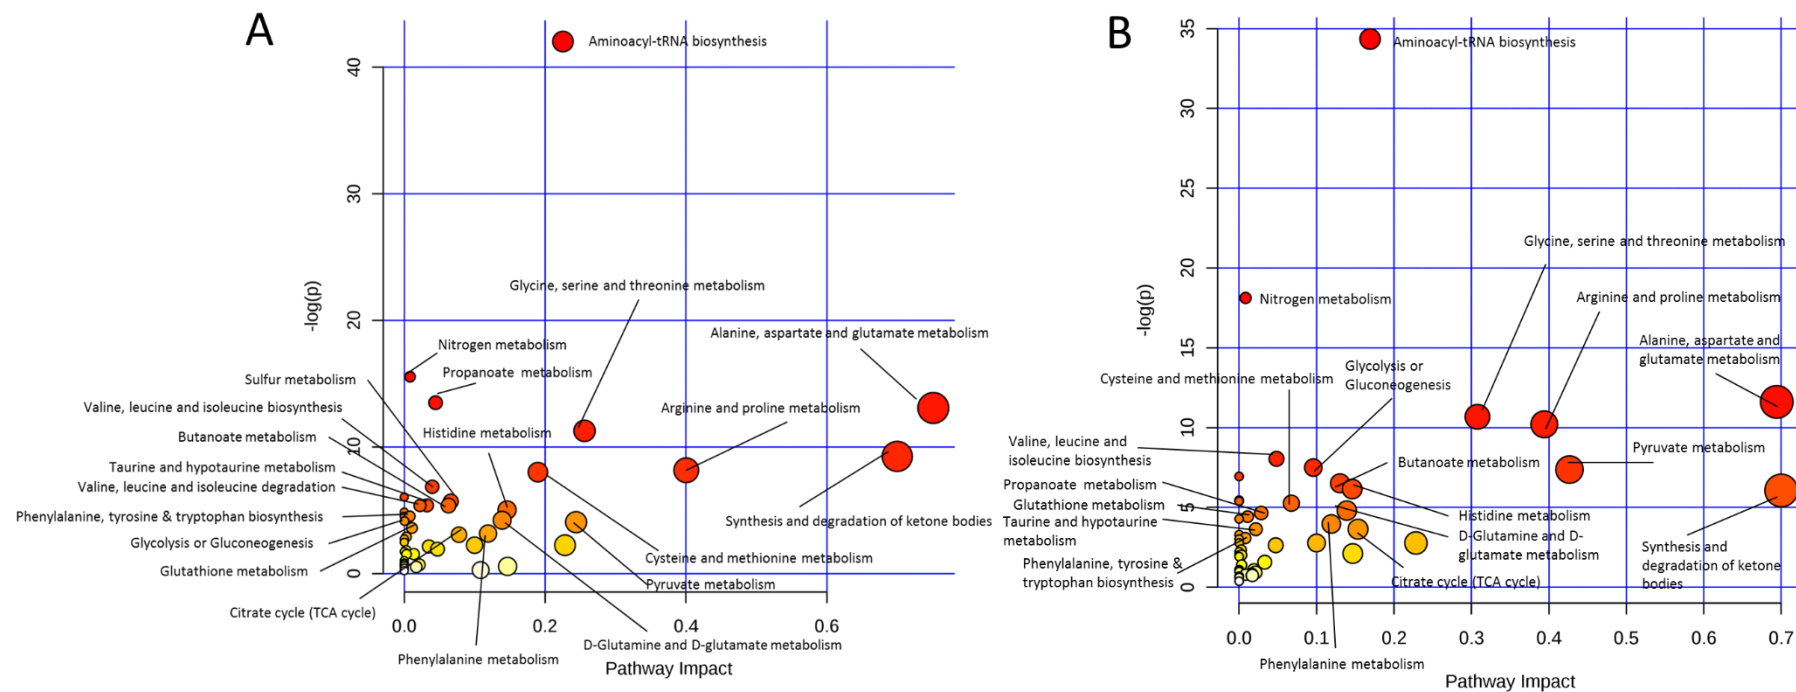 A
Aminoacyl-tRNA biosynthesis
40
30
-log(p)
20
10
0
Glycine, serine and threonine metabolism
Alanine, aspartate and glutamate metabolism
Nitrogen metabolism
Propanoate metabolism
Sulfur metabolism
Valine, leucine and isoleucine biosynthesis
Arginine and proline metabolism
Histidine metabolism
Butanoate metabolism
Taurine and hypotaurine metabolism
Valine, leucine and isoleucine degradation
Phenylalanine, tyrosine & tryptophan biosynthesis
Synthesis and degradation of ketone bodies
Glycolysis or Gluconeogenesis
Cysteine and methionine metabolism
Glutathione metabolism
Pyruvate metabolism
Citrate cycle (TCA cycle)
0.0
0.2
0.4
0.6
D-Glutamine and D-glutamate metabolism
Phenylalanine metabolism
Pathway Impact
B
Aminoacyl-tRNA biosynthesis
35
30
25
20
-log(p)
15
10
5
0
Glycine, serine and threonine metabolism
Nitrogen metabolism
Arginine and proline metabolism
Alanine, aspartate and
glutamate metabolism
Glycolysis or
Gluconeogenesis
Cysteine and methionine metabolism
Valine, leucine and
isoleucine biosynthesis
Pyruvate metabolism
Butanoate metabolism
Propanoate metabolism
Glutathione metabolism
Taurine and hypotaurine
metabolism
Histidine metabolism
D-Glutamine and D-
glutamate metabolism
Synthesis and
degradation of ketone
bodies
Phenylalanine, tyrosine &
tryptophan biosynthesis
Citrate cycle (TCA cycle)
0.0
0.1
0.2
0.3
0.4
0.5
0.6
0.7
Phenylalanine metabolism
Pathway Impact